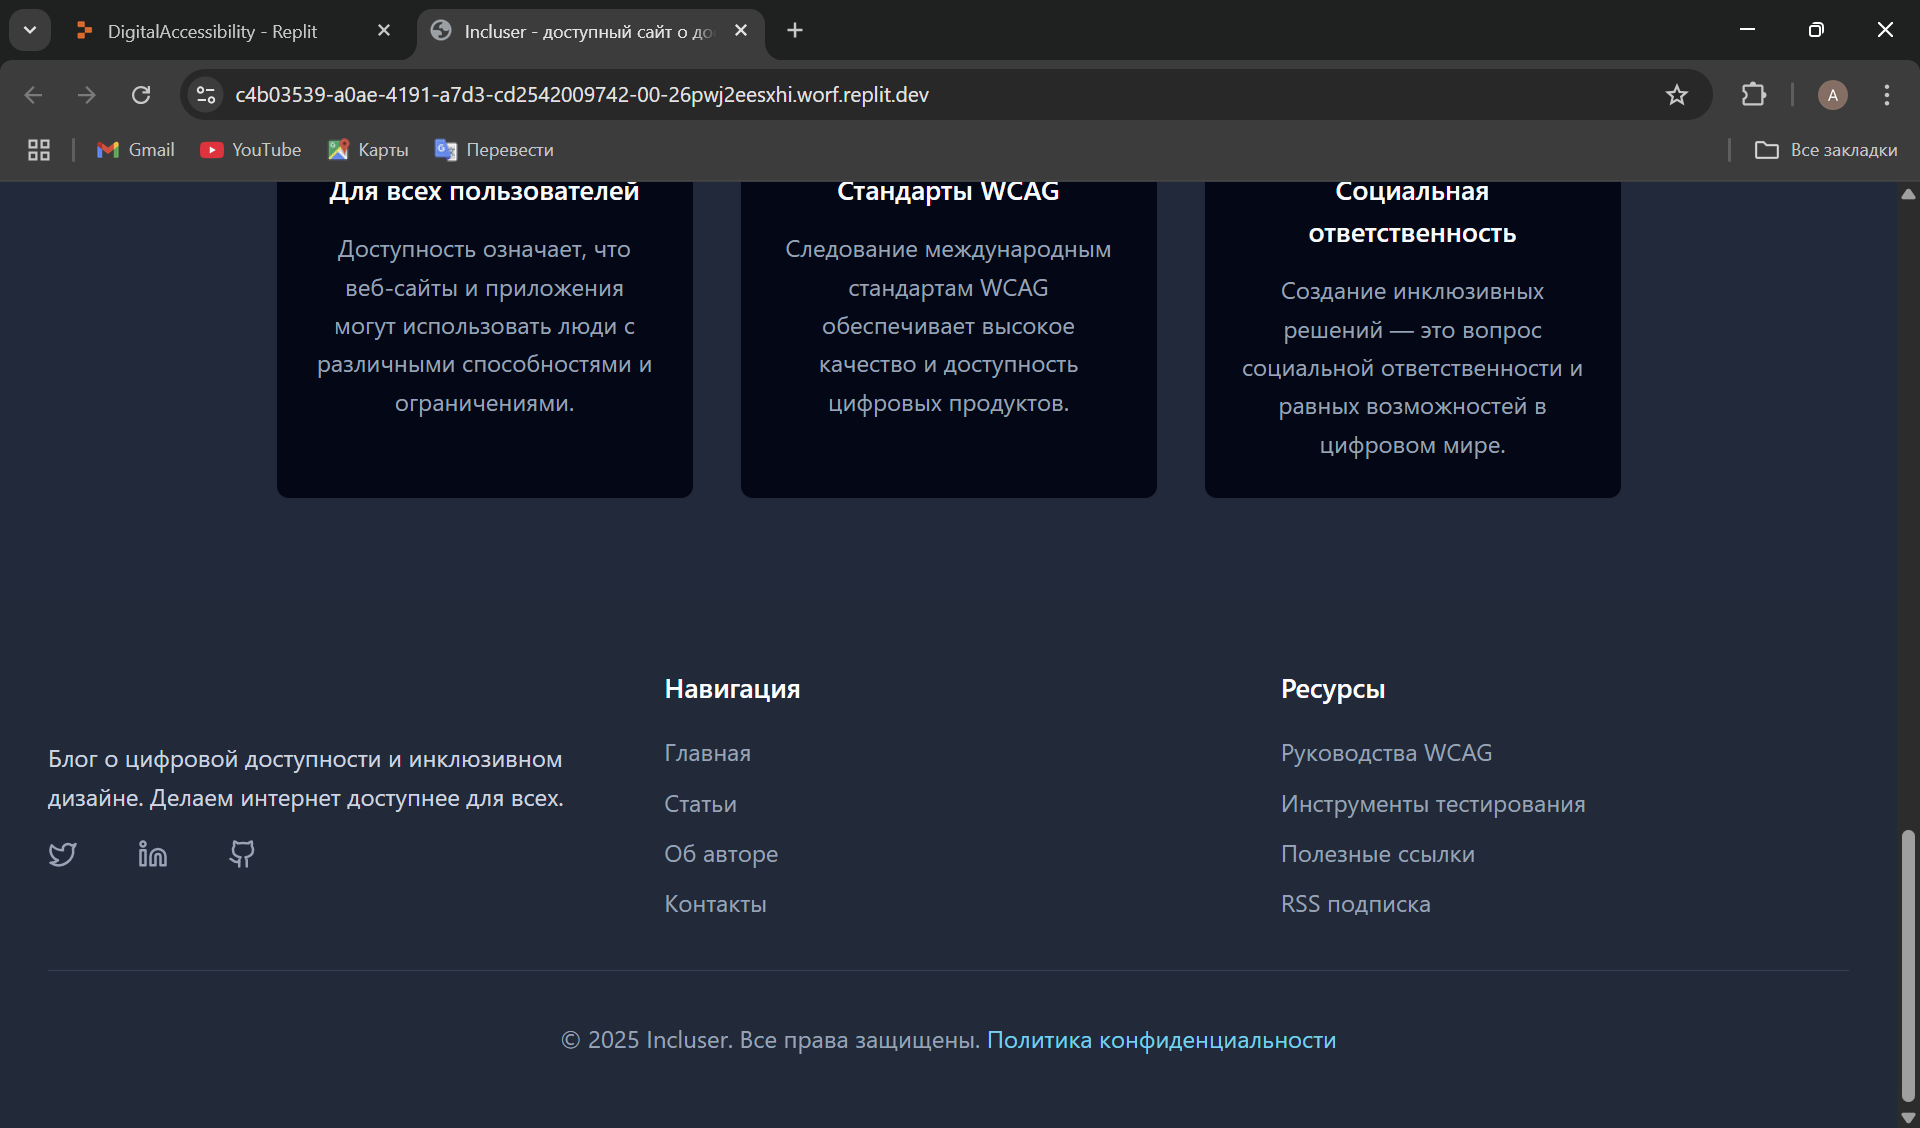 DigitalAccessibility - Replit
Incluser - доступный сайт о до
c4b03539-a0ae-4191-a7d3-cd2542009742-00-26pwj2eesxhi.worf.replit.dev
A
Gmail
YouTube
Карты
Перевести
Все закладки
Для всех пользователей
Доступность означает, что
веб-сайты и приложения
могут использовать люди с
различными способностями и
ограничениями.
Стандарты WCAG
Следование международным
стандартам WCAG
обеспечивает высокое
качество и доступность
цифровых продуктов.
Социальная
ответственность
Создание инклюзивных
решений — это вопрос
социальной ответственности и
равных возможностей в
цифровом мире.
Блог о цифровой доступности и инклюзивном
дизайне. Делаем интернет доступнее для всех.
Навигация
Главная
Статьи
Об авторе
Контакты
Ресурсы
Руководства WCAG
Инструменты тестирования
Полезные ссылки
RSS подписка
© 2025 Incluser. Все права защищены. Политика конфиденциальности